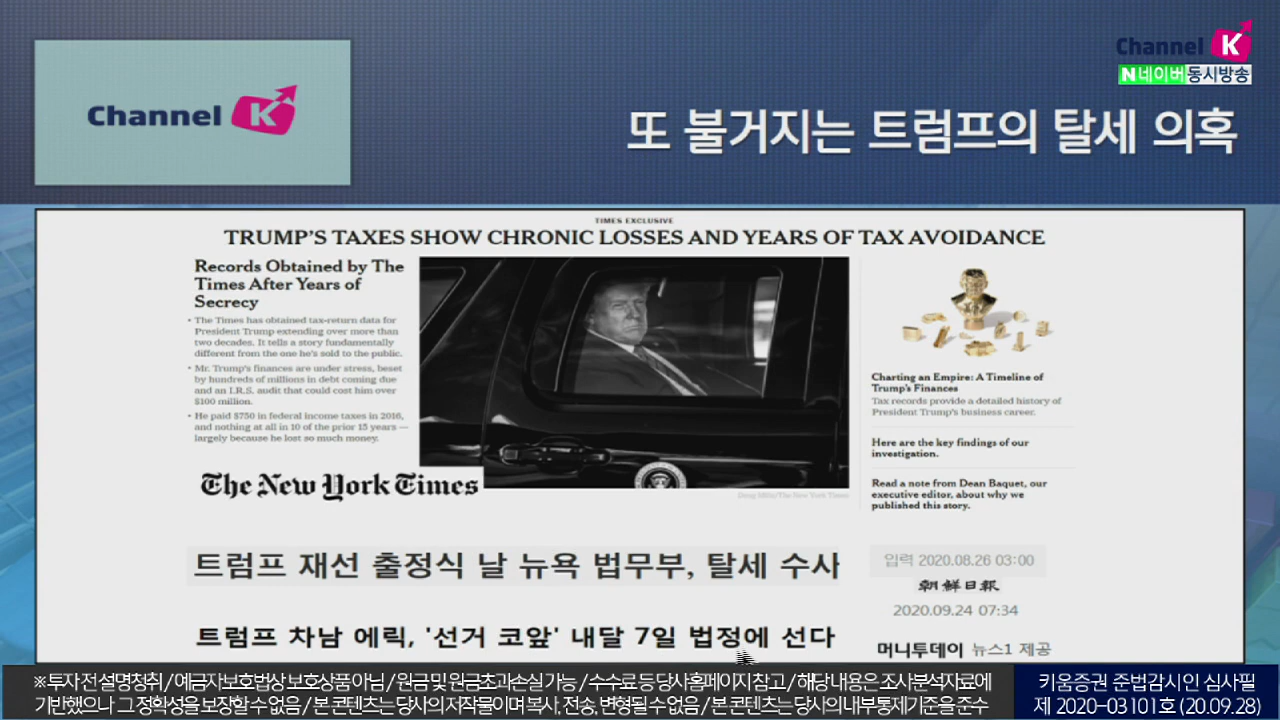 Channel K
Channel K
N 네이버 동시방송
또 불거지는 트럼프의 탈세 의혹
TIMES EXCLUSIVE
TRUMP'S TAXES SHOW CHRONIC LOSSES AND YEARS OF TAX AVOIDANCE
Records Obtained by The
Times After Years of
Secrecy
• The Times has obtained tax-return data for
President Trump extending over more than
two decades. It tells a story fundamentally
different from the one he's sold to the public.
• Mr. Trump's finances are under stress, beset
by hundreds of millions in debt coming due
and an I.R.S. audit that could cost him over
$100 million.
• He paid $750 in federal income taxes in 2016,
and nothing at all in 10 of the prior 15 years —
largely because he lost so much money.
The New York Times
Doug Mills/The New York Times
Charting an Empire: A Timeline of
Trump's Finances
Tax records provide a detailed history of
President Trump's business career.
Here are the key findings of our
investigation.
Read a note from Dean Baquet, our
executive editor, about why we
published this story.
트럼프 재선 출정식 날 뉴욕 법무부, 탈세 수사
입력 2020.08.26 03:00
朝鮮日報
2020.09.24 07:34
트럼프 차남 에릭, '선거 코앞' 내달 7일 법정에 선다
머니투데이 뉴스1 제공
※ 투자 전 설명청취 / 예금자보호법상 보호상품 아님 / 원금 및 원금초과손실 가능 / 수수료 등 당사홈페이지 참고 / 해당 내용은 조사분석자료에
기반했으나 그 정확성을 보장할 수 없음 / 본 콘텐츠는 당사의 저작물이며 복사, 전송, 변형될 수 없음 / 본 콘텐츠는 당사의 내부통제기준을 준수
키움증권 준법감시인 심사필
제 2020-03101호 (20.09.28)